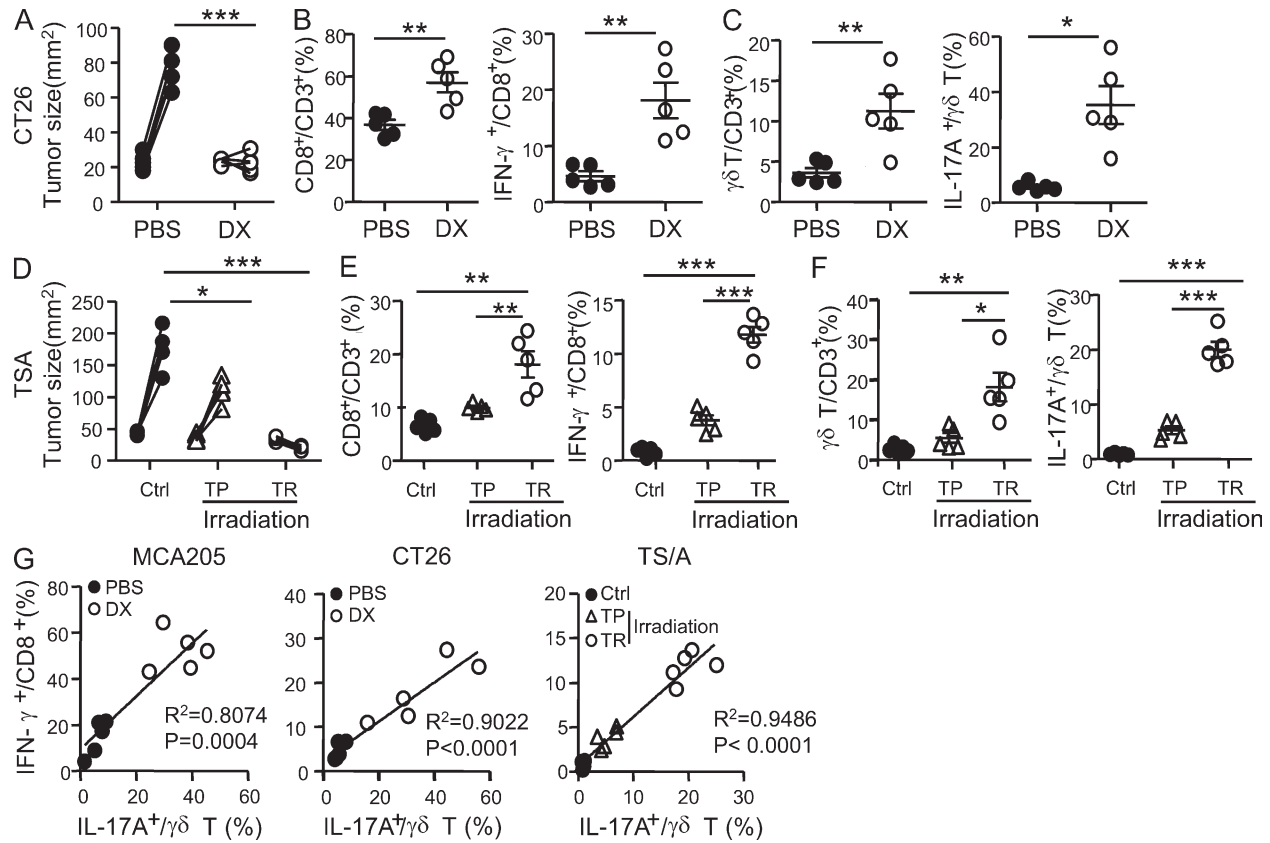 A
***
CT26
Tumor size(mm²)
100
80
60
40
20
0
PBS
DX
B
**
CD8⁺/CD3⁺(%)
80
60
40
20
0
PBS
DX
**
IFN-γ ⁺/CD8⁺(%)
30
20
10
0
PBS
DX
C
**
γδ T/CD3⁺(%)
20
15
10
5
0
PBS
DX
*
IL-17A ⁺/γδ T(%)
60
40
20
0
PBS
DX
D
***
*
TSA
Tumor size(mm²)
250
200
150
100
50
0
Ctrl
TP
TR
Irradiation
E
**
**
CD8⁺/CD3⁺ (%)
30
20
10
0
Ctrl
TP
TR
Irradiation
***
***
IFN-γ ⁺/CD8⁺(%)
15
10
5
0
Ctrl
TP
TR
Irradiation
F
**
*
γδ T/CD3⁺(%)
40
30
20
10
0
Ctrl
TP
TR
Irradiation
***
***
IL-17A⁺/γδ T(%)
30
20
10
0
Ctrl
TP
TR
Irradiation
G
MCA205
IFN- γ ⁺/CD8 ⁺(%)
80
60
40
20
0
PBS
DX
R²=0.8074
P=0.0004
0 20 40 60
IL-17A⁺/γδ T (%)
CT26
40
30
20
10
0
PBS
DX
R²=0.9022
P<0.0001
0 20 40 60
IL-17A⁺/γδ T (%)
TS/A
20
15
10
5
0
Ctrl
TP
TR
Irradiation
R²=0.9486
P< 0.0001
0 10 20 30
IL-17A⁺/γδ T (%)